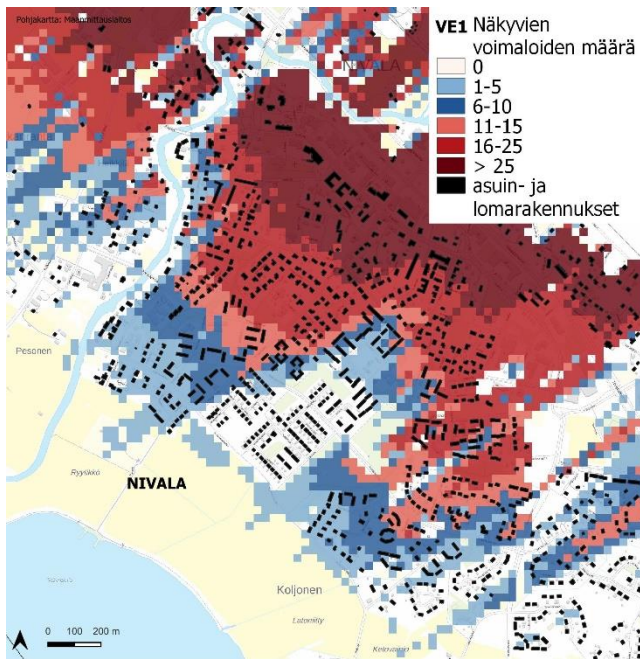 Pohjakartta: Maanmittauslaitos
VE1 Näkyvien
voimaloiden määrä
0
1-5
6-10
11-15
16-25
> 25
asuin- ja
lomarakennukset
NIVALA
Pesonen
NIVALA
Koljonen
0 100 200 m